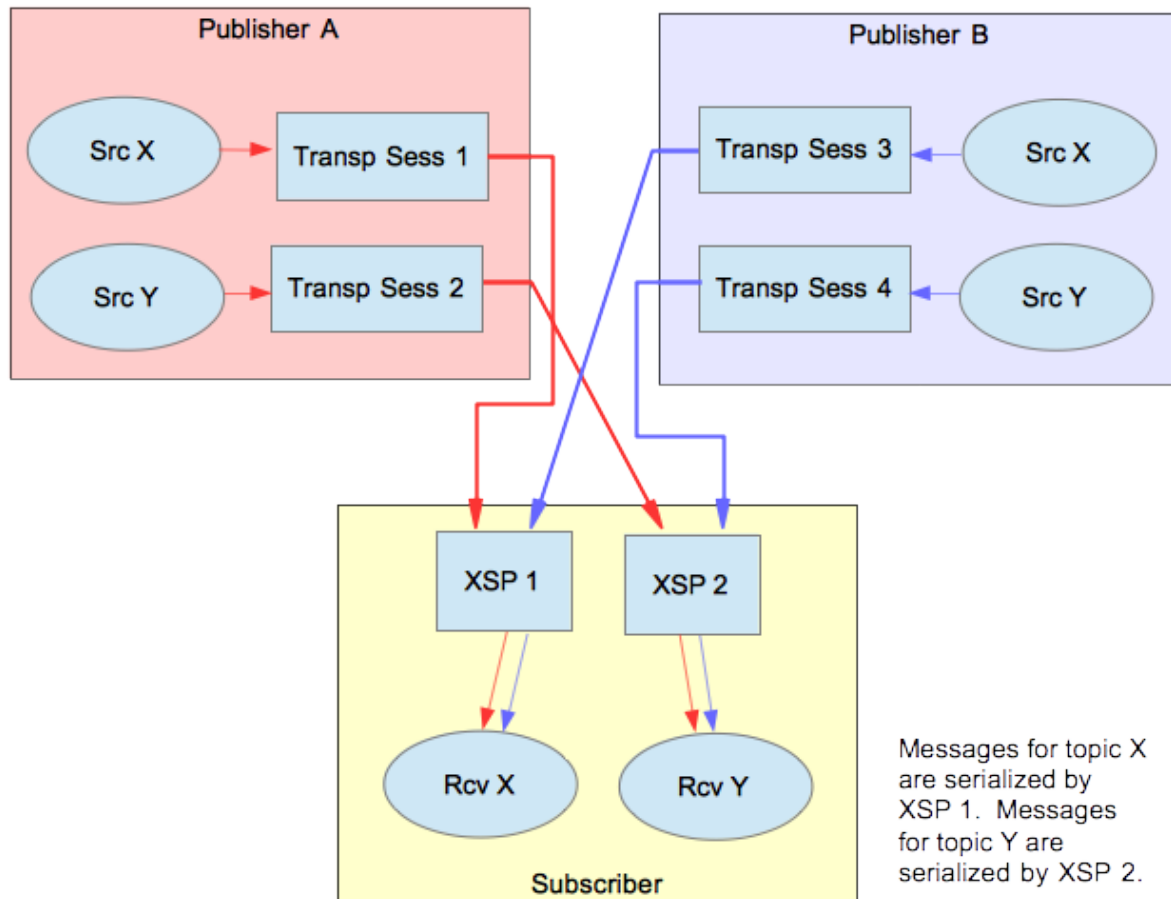 Publisher A
Publisher B
Src X
Transp Sess 1
Transp Sess 3
Src X
Src Y
Transp Sess 2
Transp Sess 4
Src Y
XSP 1
XSP 2
Rcv X
Rcv Y
Messages for topic X
are serialized by
XSP 1. Messages
for topic Y are
serialized by XSP 2.
Subscriber